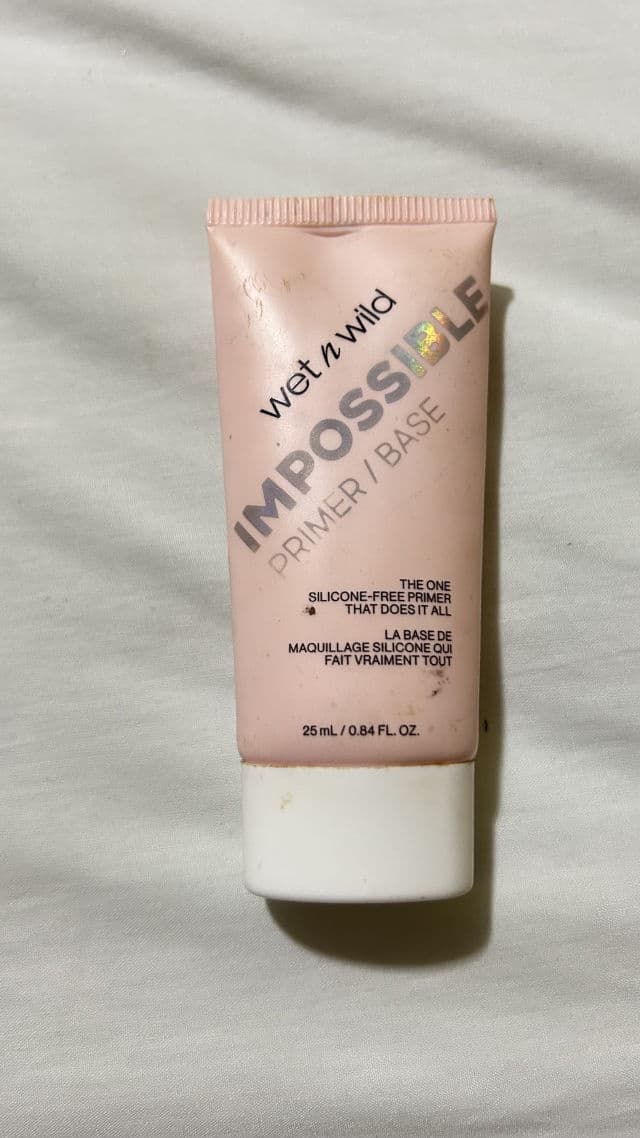 wet n wild
IMPOSSIBLE
PRIMER / BASE
THE ONE
SILICONE-FREE PRIMER
THAT DOES IT ALL
LA BASE DE
MAQUILLAGE SILICONE QUI
FAIT VRAIMENT TOUT
25 mL / 0.84 FL. OZ.